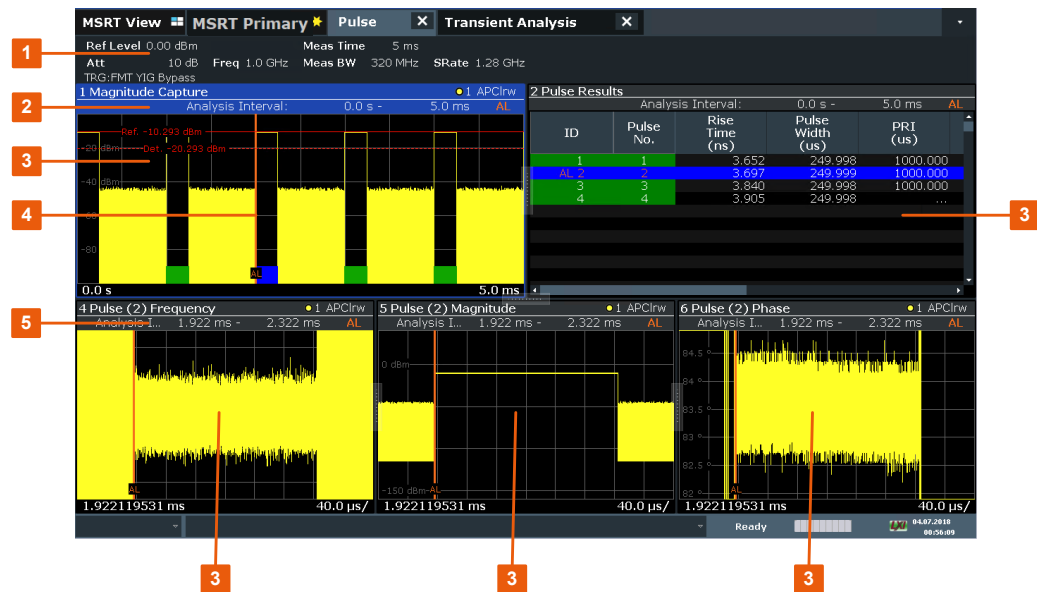 MSRT View MSRT Primary Pulse X Transient Analysis X
1 Ref Level 0.00 dBm Meas Time 5 ms
Att 10 dB Freq 1.0 GHz Meas BW 320 MHz SRate 1.28 GHz
TRG:FMT YIG Bypass
1 Magnitude Capture 1 APClrw
2 Analysis Interval: 0.0 s - 5.0 ms AL
3 Ref. -10.293 dBm
-20 dBm Det. -20.293 dBm
-40 dBm
4 -60
-80
AL
0.0 s 5.0 ms
2 Pulse Results
Analysis Interval: 0.0 s - 5.0 ms AL
ID Pulse No. Rise Time (ns) Pulse Width (us) PRI (us)
1 1 3.652 249.998 1000.000
AL 2 2 3.697 249.999 1000.000
3 3 3.840 249.998 1000.000
4 4 3.905 249.998 ...
3
4 Pulse (2) Frequency 1 APClrw
5 Analysis I... 1.922 ms - 2.322 ms AL
3
AL
1.922119531 ms 40.0 µs/
5 Pulse (2) Magnitude 1 APClrw
Analysis I... 1.922 ms - 2.322 ms AL
0 dBm
-150 dBm AL
1.922119531 ms 40.0 µs/
6 Pulse (2) Phase 1 APClrw
Analysis I... 1.922 ms - 2.322 ms AL
84.5 °
84 °
83.5 °
83 °
82.5 °
82 °
AL
1.922119531 ms 40.0 µs/
Ready 04.07.2018
00:56:09
3 3